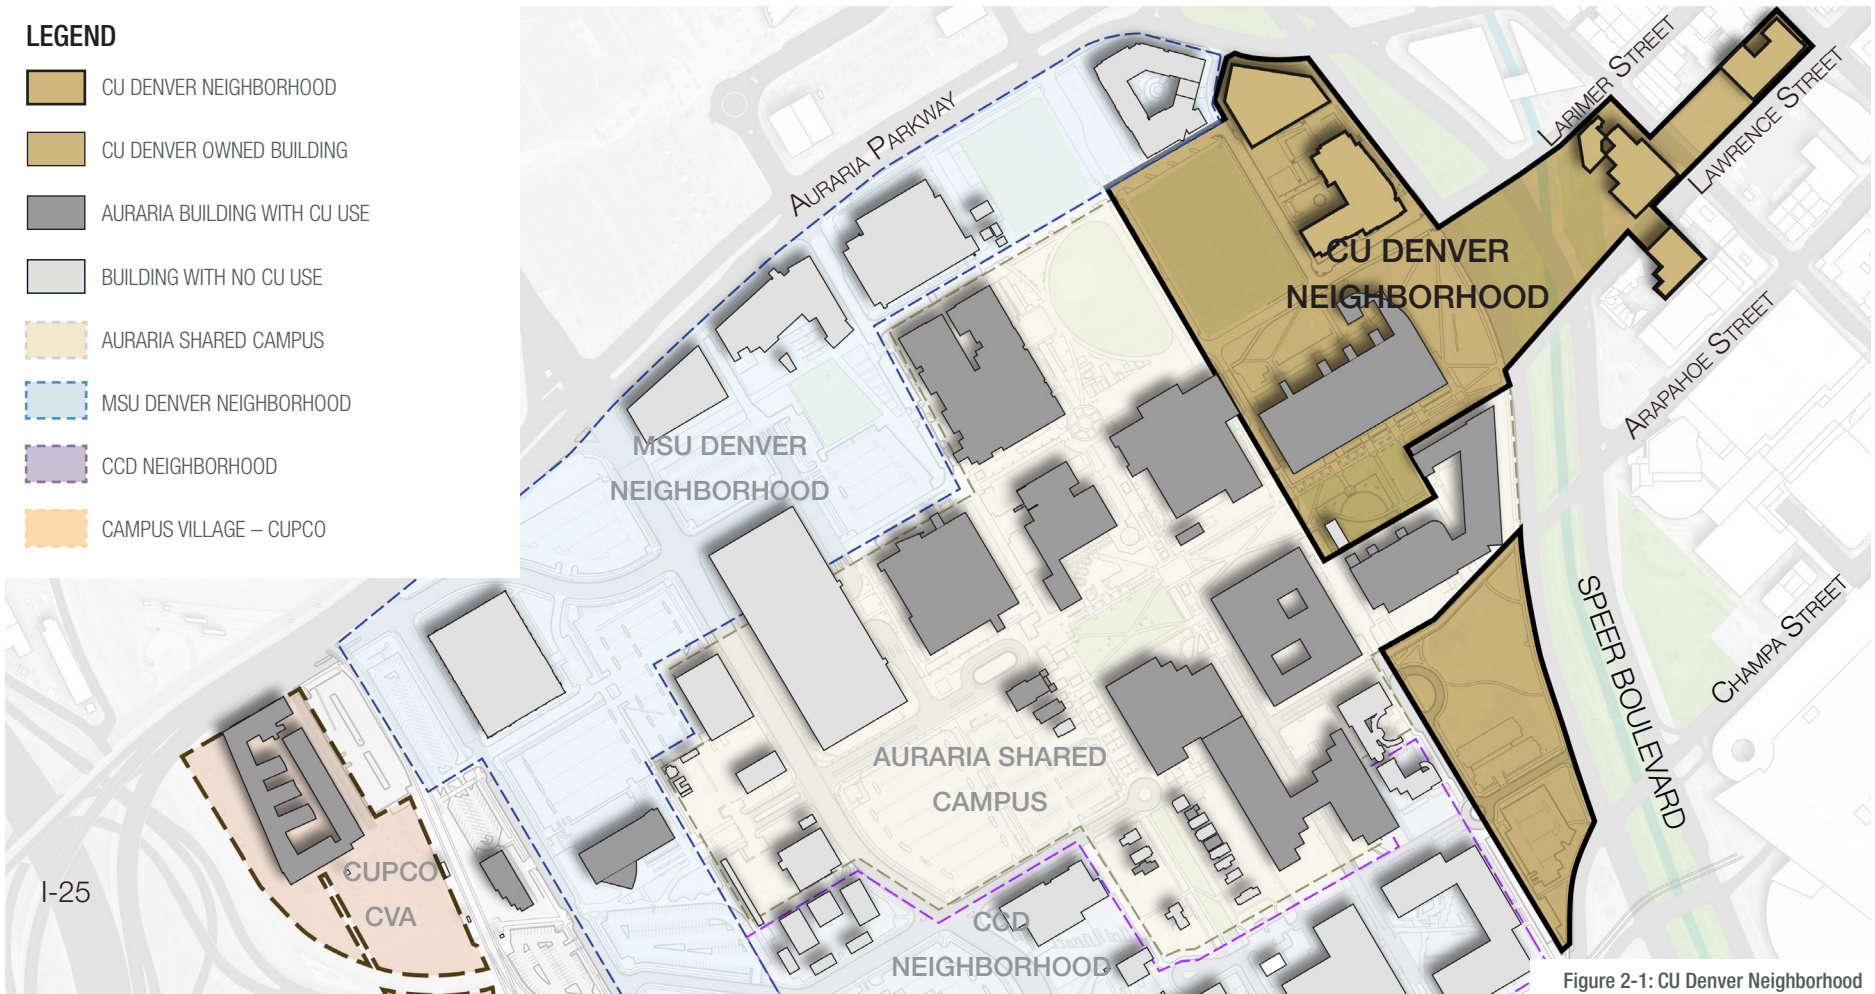 LEGEND
CU DENVER NEIGHBORHOOD
CU DENVER OWNED BUILDING
AURARIA BUILDING WITH CU USE
BUILDING WITH NO CU USE
AURARIA SHARED CAMPUS
MSU DENVER NEIGHBORHOOD
CCD NEIGHBORHOOD
CAMPUS VILLAGE – CUPCO
AURARIA PARKWAY
LARIMER STREET
LAWRENCE STREET
CU DENVER
NEIGHBORHOOD
ARAPAHOE STREET
MSU DENVER
NEIGHBORHOOD
SPEER BOULEVARD
CHAMPA STREET
AURARIA SHARED
CAMPUS
I-25
CUPCO
CVA
CCD
NEIGHBORHOOD
Figure 2-1: CU Denver Neighborhood